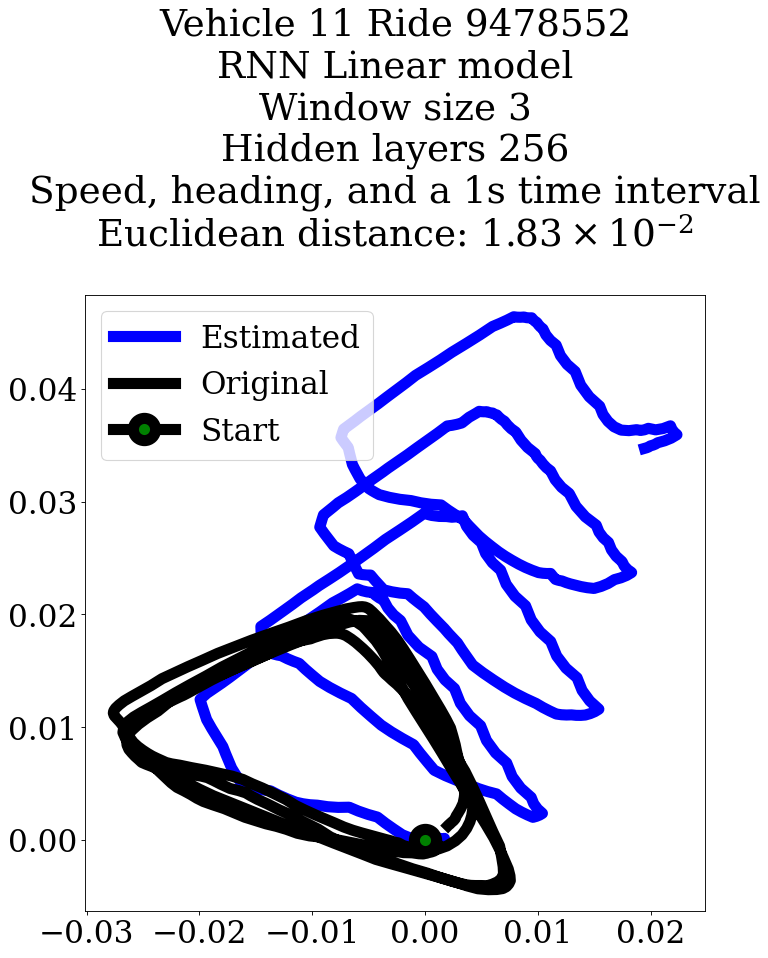 Vehicle 11 Ride 9478552
RNN Linear model
Window size 3
Hidden layers 256
Speed, heading, and a 1s time interval
Euclidean distance: 1.83 × 10⁻²
Estimated
Original
Start
0.04
0.03
0.02
0.01
0.00
−0.03 −0.02 −0.01 0.00 0.01 0.02